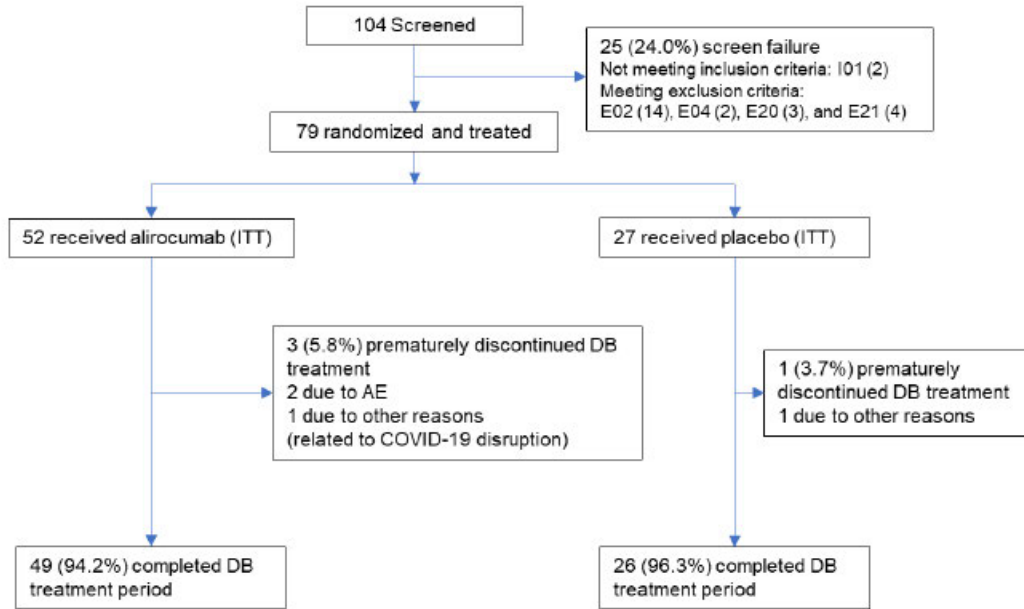 104 Screened
25 (24.0%) screen failure
Not meeting inclusion criteria: I01 (2)
Meeting exclusion criteria:
E02 (14), E04 (2), E20 (3), and E21 (4)
79 randomized and treated
52 received alirocumab (ITT)
27 received placebo (ITT)
3 (5.8%) prematurely discontinued DB
treatment
2 due to AE
1 due to other reasons
(related to COVID-19 disruption)
1 (3.7%) prematurely
discontinued DB treatment
1 due to other reasons
49 (94.2%) completed DB
treatment period
26 (96.3%) completed DB
treatment period